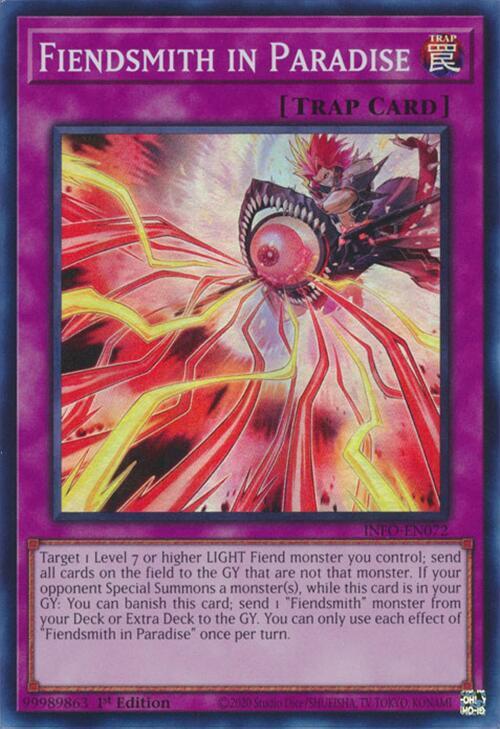 FIENDSMITH IN PARADISE
TRAP
罠
[TRAP CARD]
INFO-EN072
Target 1 Level 7 or higher LIGHT Fiend monster you control; send
all cards on the field to the GY that are not that monster. If your
opponent Special Summons a monster(s), while this card is in your
GY: You can banish this card; send 1 "Fiendsmith" monster from
your Deck or Extra Deck to the GY. You can only use each effect of
"Fiendsmith in Paradise" once per turn.
99989863 1st Edition ©2020 Studio Dice/SHUEISHA, TV TOKYO, KONAMI